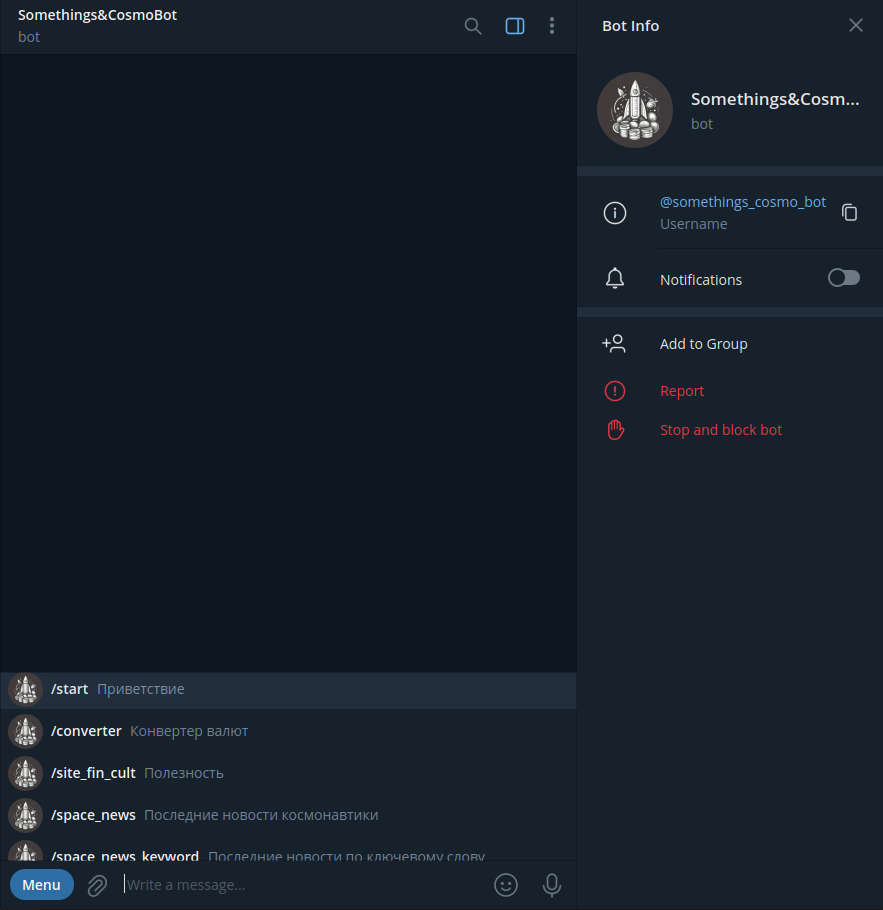 Somethings&CosmoBot
bot
Bot Info
Somethings&Cosm...
bot
@somethings_cosmo_bot
Username
Notifications
Add to Group
Report
Stop and block bot
/start Приветствие
/converter Конвертер валют
/site_fin_cult Полезность
/space_news Последние новости космонавтики
/space_news_keyword Последние новости по ключевому слову
Menu
Write a message...